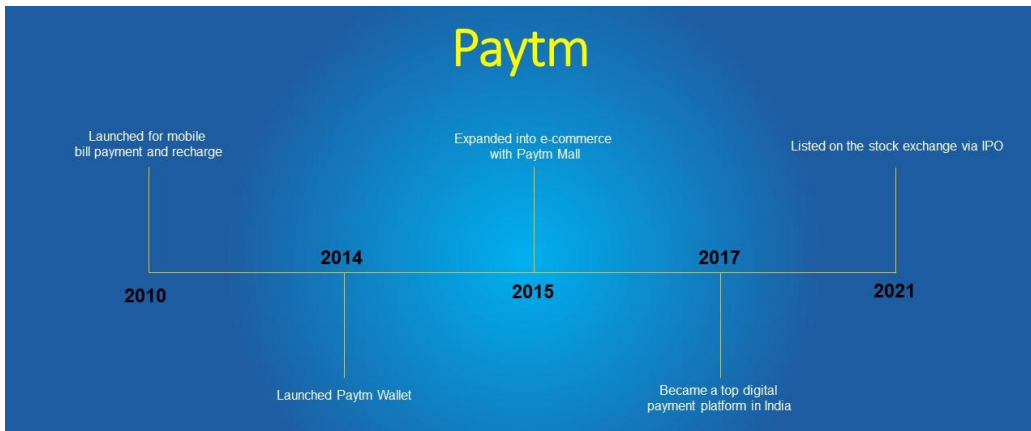 Paytm
Launched for mobile
bill payment and recharge
Expanded into e-commerce
with Paytm Mall
Listed on the stock exchange via IPO
2014
2017
2010
2015
2021
Launched Paytm Wallet
Became a top digital
payment platform in India